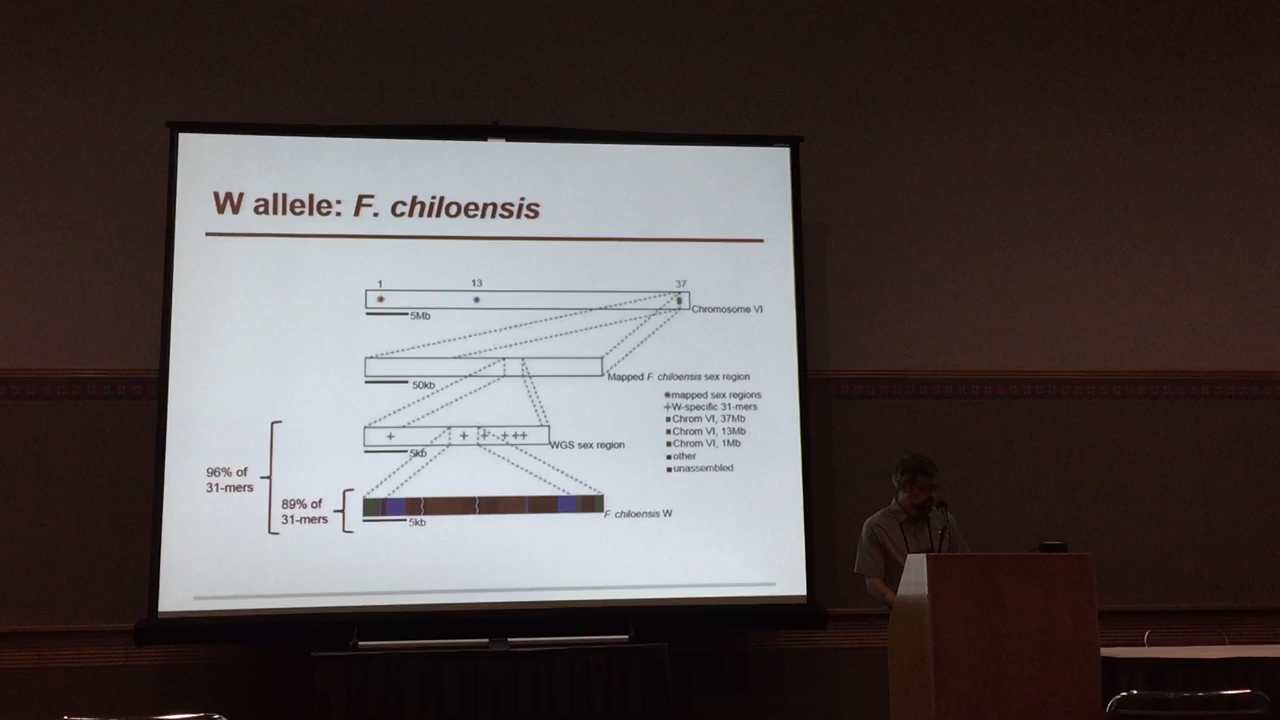 W allele: F. chiloensis
1 13 37
Chromosome VI
5Mb
Mapped F. chiloensis sex region
50kb
mapped sex regions
+W-specific 31-mers
Chrom VI, 37Mb
Chrom VI, 13Mb
Chrom VI, 1Mb
other
unassembled
+ + + + ++
WGS sex region
5kb
96% of
31-mers
89% of
31-mers
F. chiloensis W
5kb